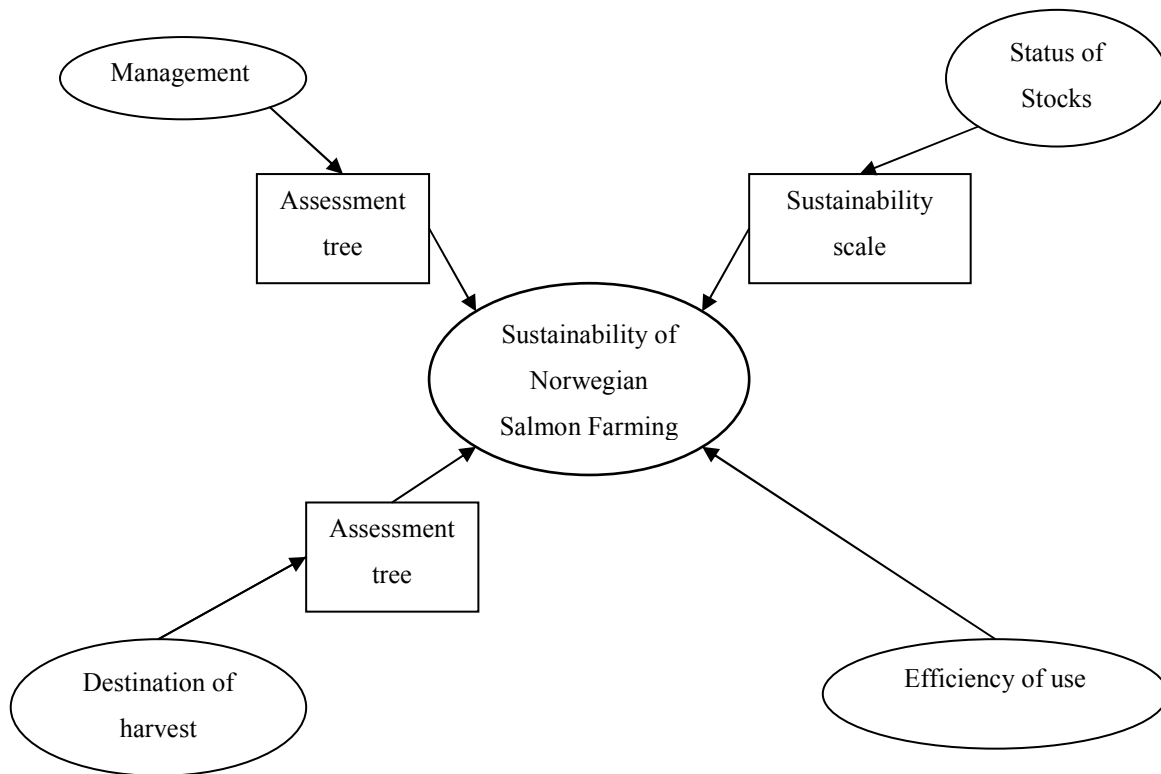 Management
Status of
Stocks
Assessment
tree
Sustainability
scale
Sustainability of
Norwegian
Salmon Farming
Assessment
tree
Destination of
harvest
Efficiency of use